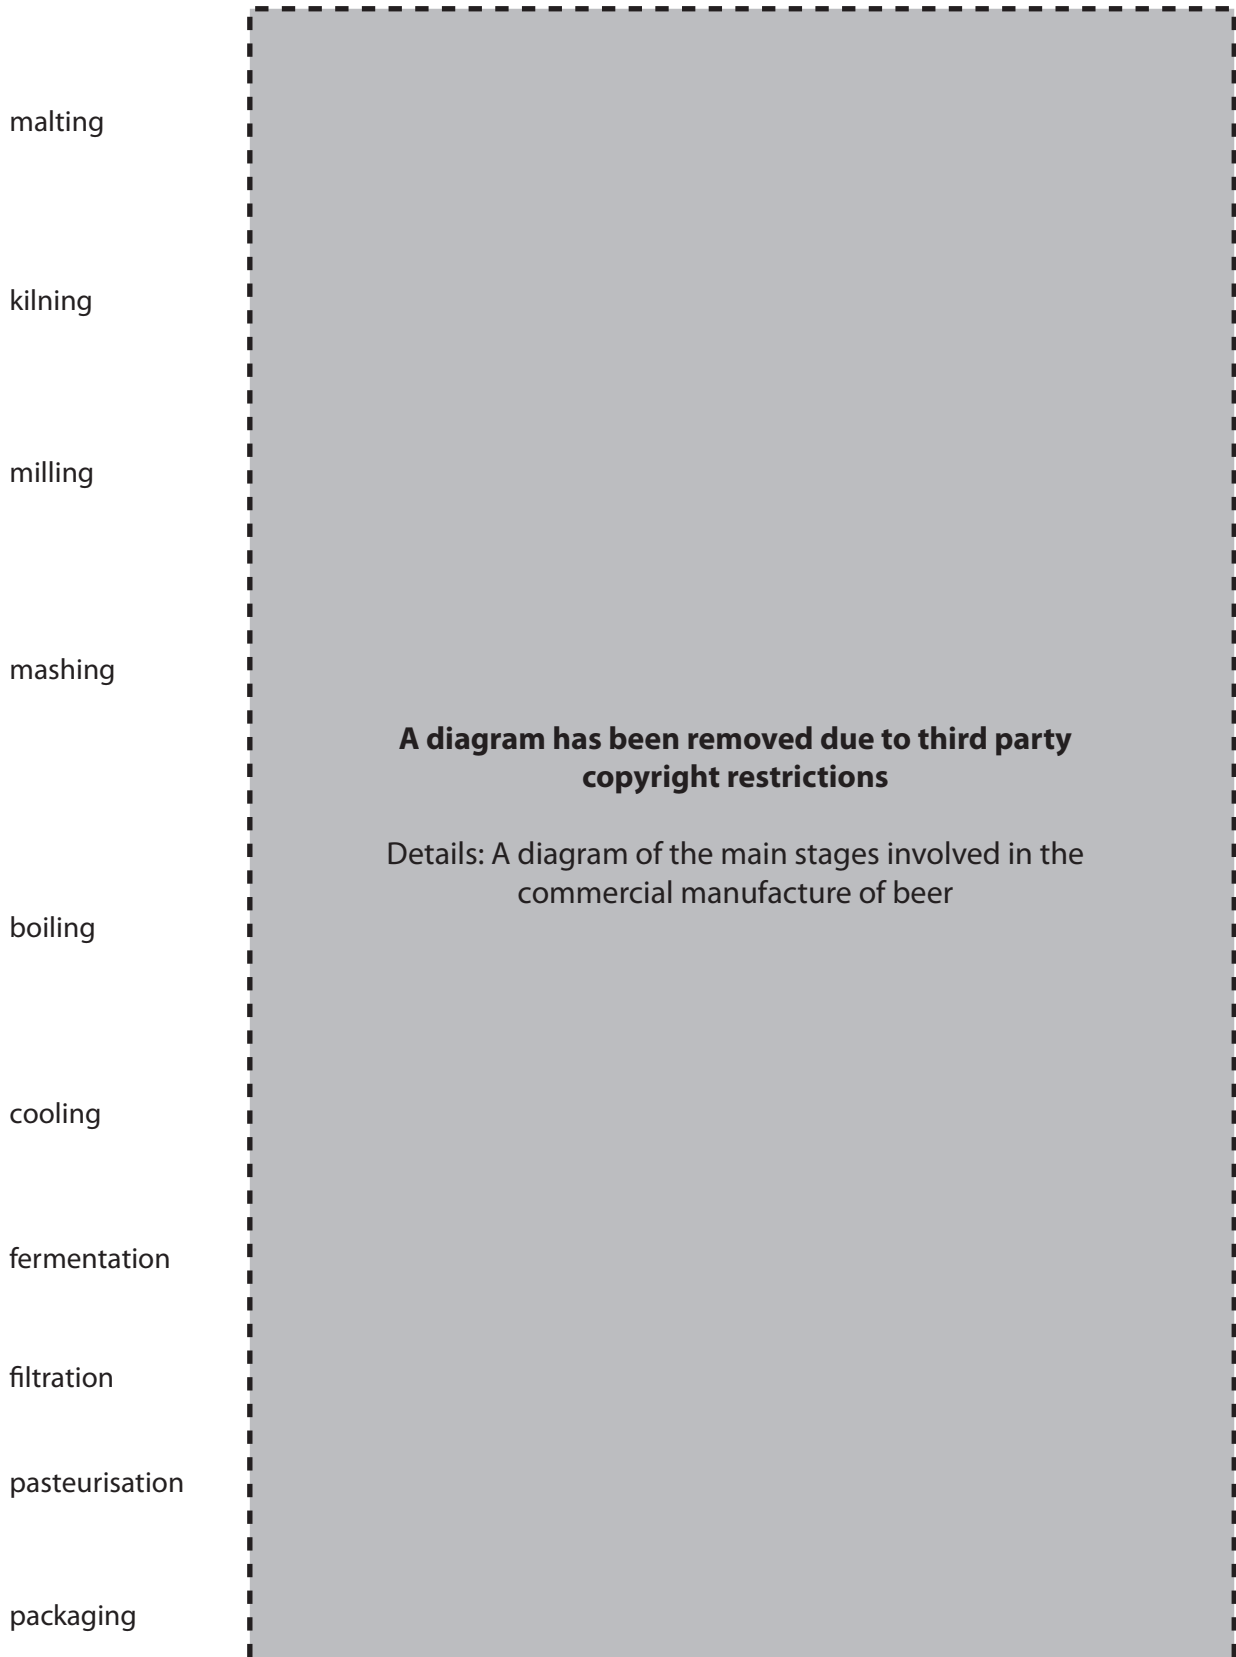 malting
kilning
milling
mashing
A diagram has been removed due to third party
copyright restrictions
Details: A diagram of the main stages involved in the
commercial manufacture of beer
boiling
cooling
fermentation
filtration
pasteurisation
packaging